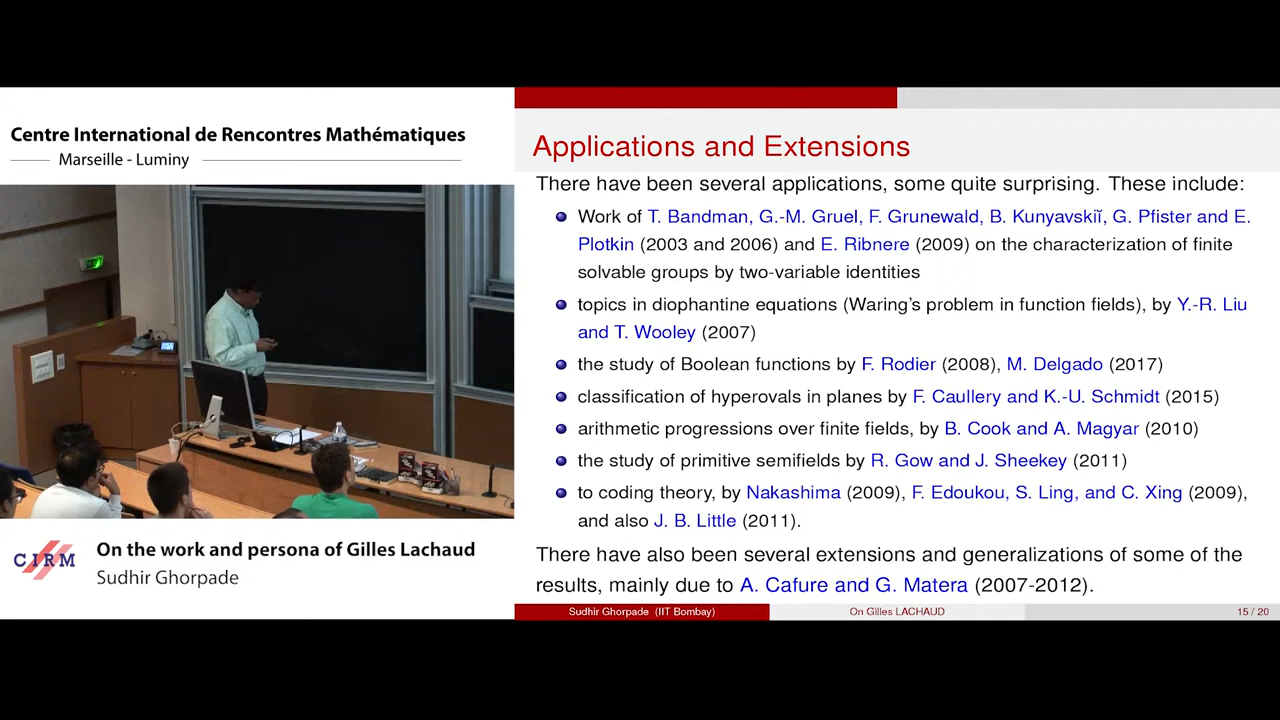 Centre International de Rencontres Mathématiques
Marseille - Luminy
CIRM
On the work and persona of Gilles Lachaud
Sudhir Ghorpade
Applications and Extensions
There have been several applications, some quite surprising. These include:
Work of T. Bandman, G.-M. Gruel, F. Grunewald, B. Kunyavskiĭ, G. Pfister and E.
Plotkin (2003 and 2006) and E. Ribnere (2009) on the characterization of finite
solvable groups by two-variable identities
topics in diophantine equations (Waring's problem in function fields), by Y.-R. Liu
and T. Wooley (2007)
the study of Boolean functions by F. Rodier (2008), M. Delgado (2017)
classification of hyperovals in planes by F. Caullery and K.-U. Schmidt (2015)
arithmetic progressions over finite fields, by B. Cook and A. Magyar (2010)
the study of primitive semifields by R. Gow and J. Sheekey (2011)
to coding theory, by Nakashima (2009), F. Edoukou, S. Ling, and C. Xing (2009),
and also J. B. Little (2011).
There have also been several extensions and generalizations of some of the
results, mainly due to A. Cafure and G. Matera (2007-2012).
Sudhir Ghorpade (IIT Bombay)
On Gilles LACHAUD
15 / 20